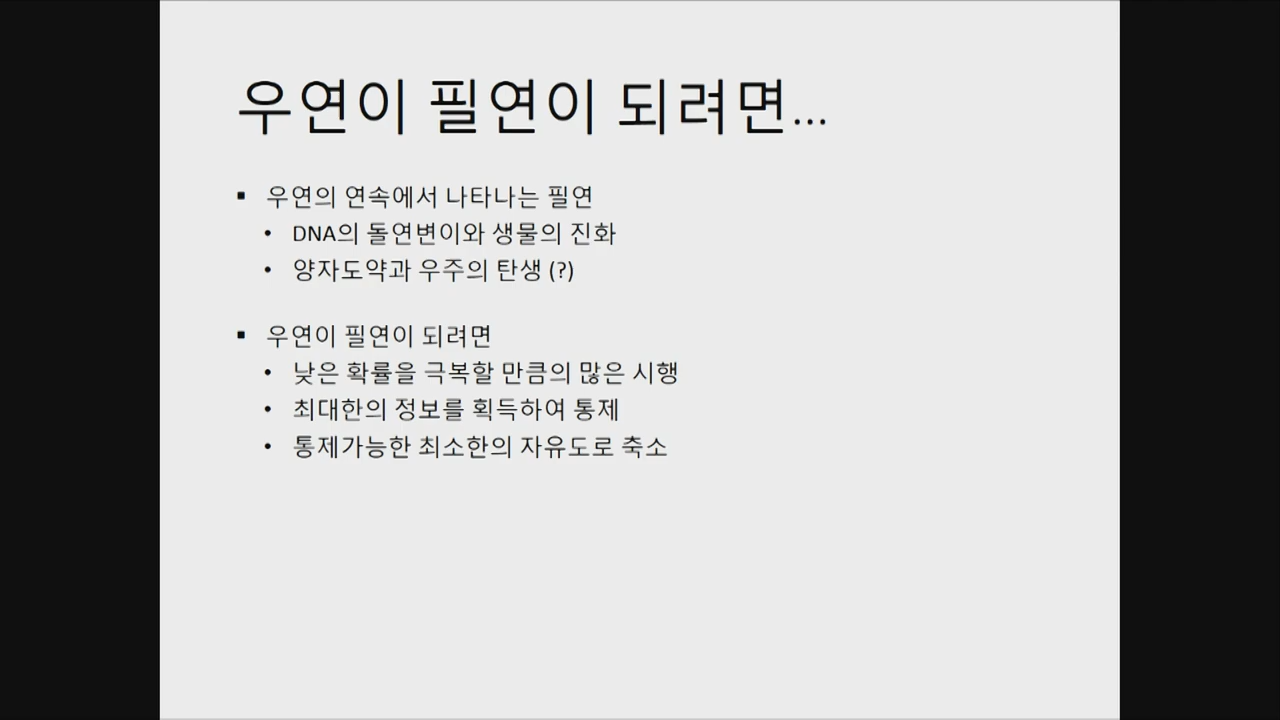 우연이 필연이 되려면...
▪ 우연의 연속에서 나타나는 필연
• DNA의 돌연변이와 생물의 진화
• 양자도약과 우주의 탄생 (?)
▪ 우연이 필연이 되려면
• 낮은 확률을 극복할 만큼의 많은 시행
• 최대한의 정보를 획득하여 통제
• 통제가능한 최소한의 자유도로 축소